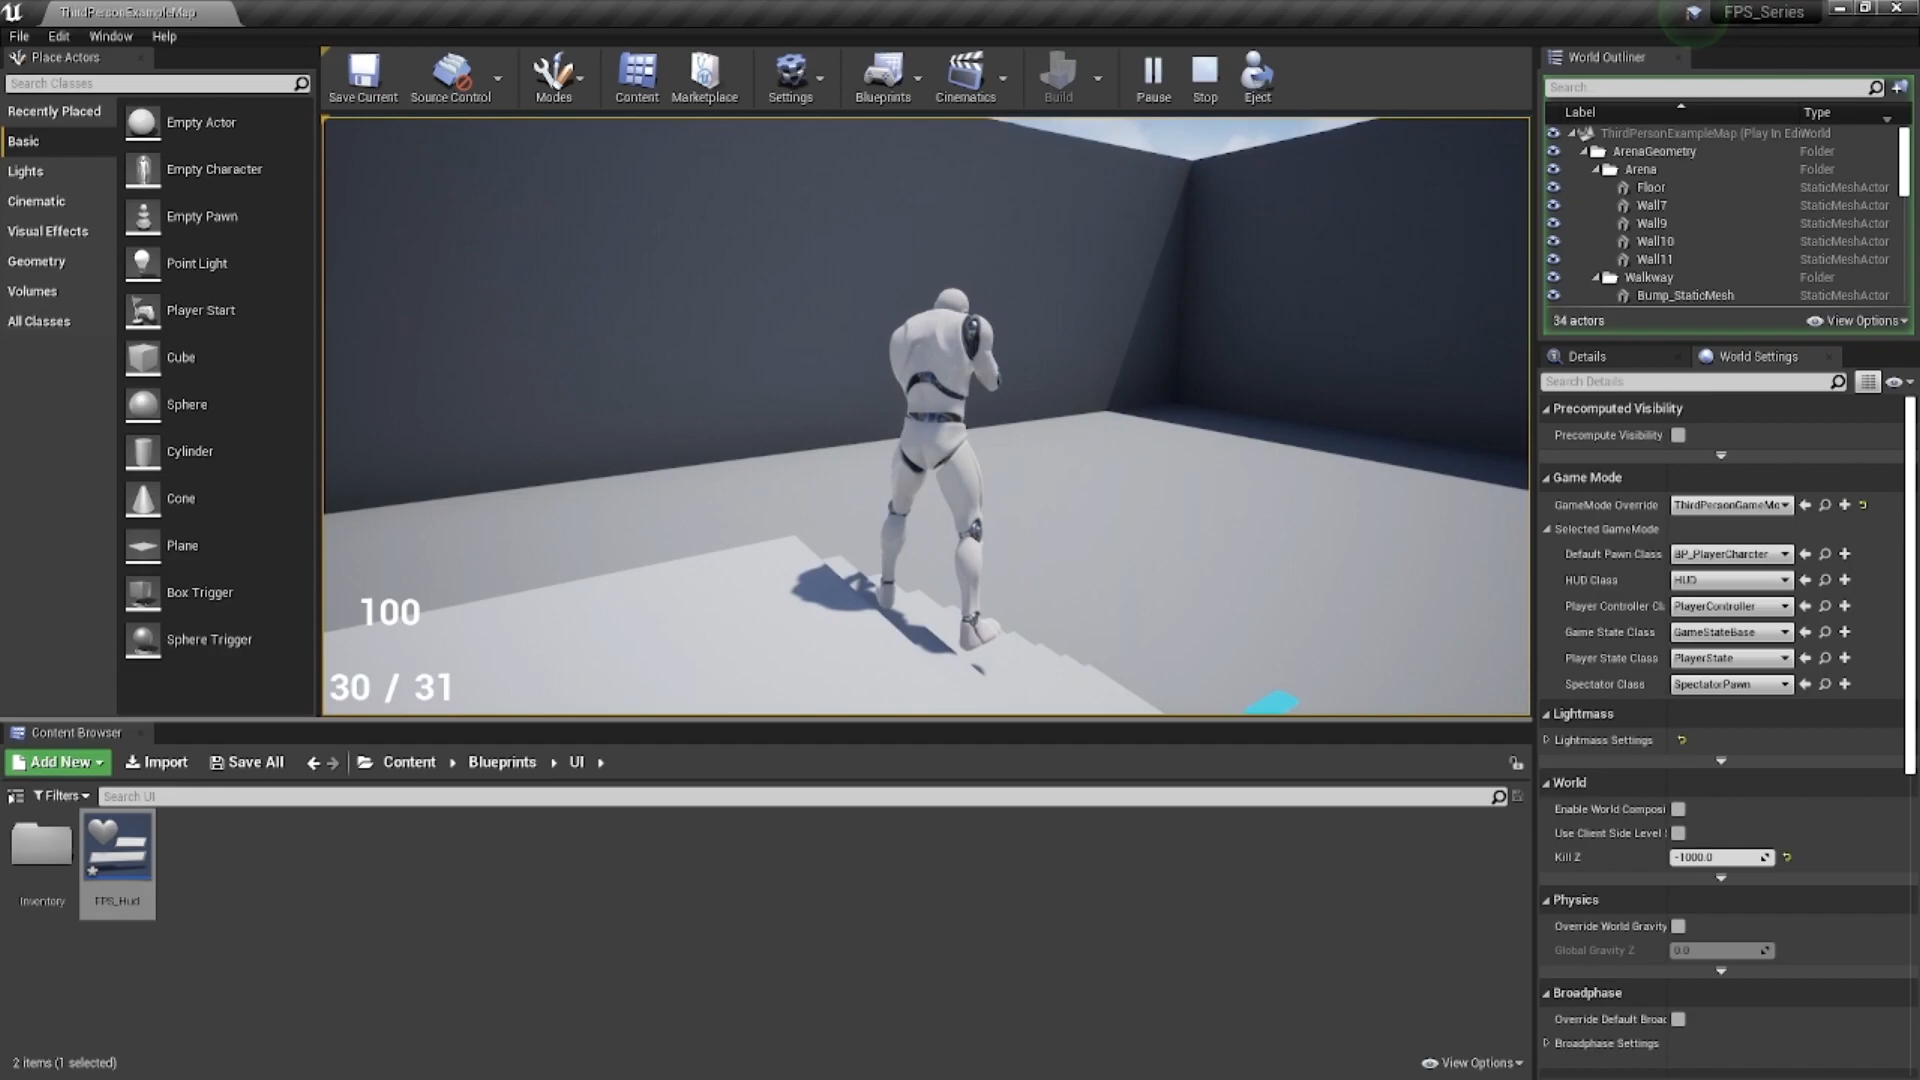 ThirdPersonExampleMap
FPS_Series
File Edit Window Help
Place Actors
Search Classes
Recently Placed
Basic
Lights
Cinematic
Visual Effects
Geometry
Volumes
All Classes
Empty Actor
Empty Character
Empty Pawn
Point Light
Player Start
Cube
Sphere
Cylinder
Cone
Plane
Box Trigger
Sphere Trigger
Save Current Source Control Modes Content Marketplace Settings Blueprints Cinematics Build Pause Stop Eject
100
30 / 31
World Outliner
Search...
Label Type
ThirdPersonExampleMap (Play In Edi World
ArenaGeometry Folder
Arena Folder
Floor StaticMeshActor
Wall7 StaticMeshActor
Wall9 StaticMeshActor
Wall10 StaticMeshActor
Wall11 StaticMeshActor
Walkway Folder
Bump_StaticMesh StaticMeshActor
34 actors View Options
Details World Settings
Search Details
Precomputed Visibility
Precompute Visibility
Game Mode
GameMode Override ThirdPersonGameMo
Selected GameMode
Default Pawn Class BP_PlayerCharcter
HUD Class HUD
Player Controller Cl PlayerController
Game State Class GameStateBase
Player State Class PlayerState
Spectator Class SpectatorPawn
Lightmass
Lightmass Settings
World
Enable World Composi
Use Client Side Level
Kill Z -1000.0
Physics
Override World Gravity
Global Gravity Z 0.0
Broadphase
Override Default Broac
Broadphase Settings
Content Browser
Add New Import Save All Content Blueprints UI
Filters Search UI
Inventory FPS_Hud
2 items (1 selected) View Options